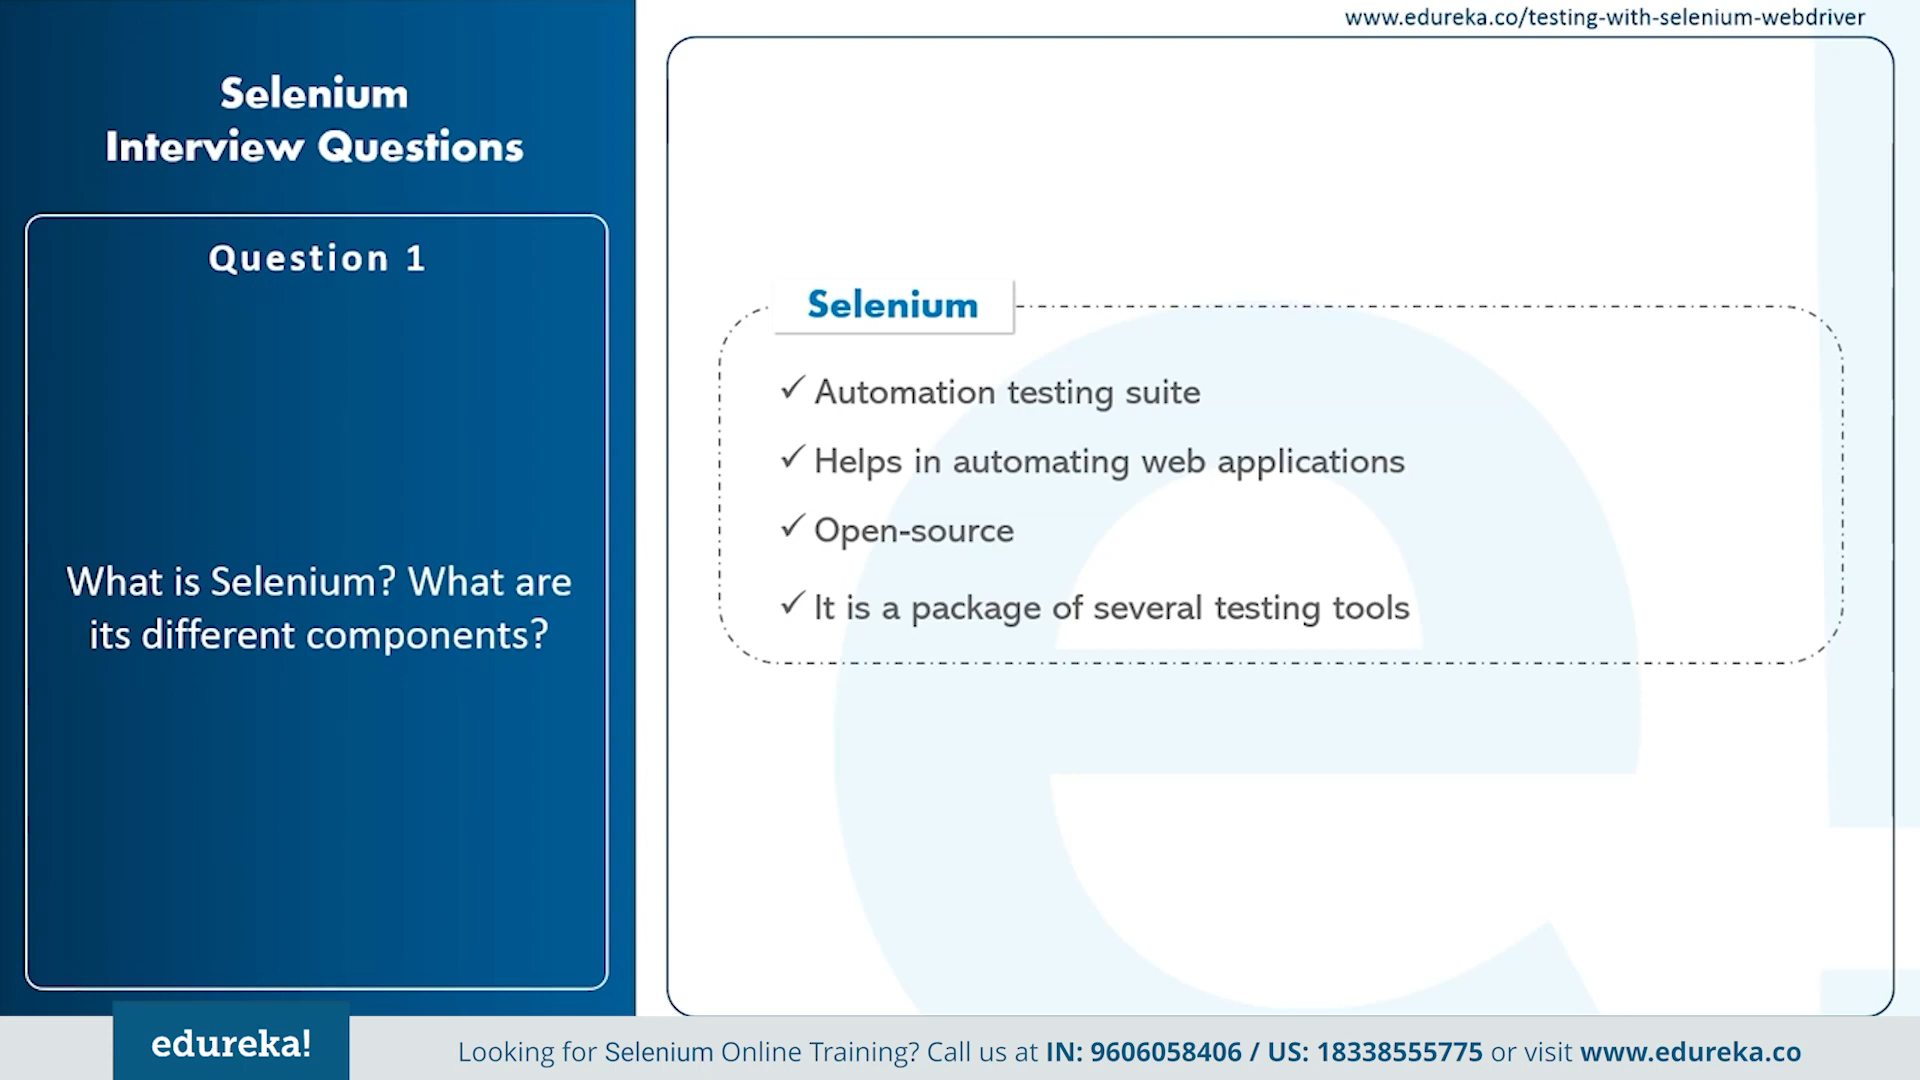 www.edureka.co/testing-with-selenium-webdriver
Selenium
Interview Questions
Question 1
What is Selenium? What are
its different components?
Selenium
✓ Automation testing suite
✓ Helps in automating web applications
✓ Open-source
✓ It is a package of several testing tools
edureka!
Looking for Selenium Online Training? Call us at IN: 9606058406 / US: 18338555775 or visit www.edureka.co